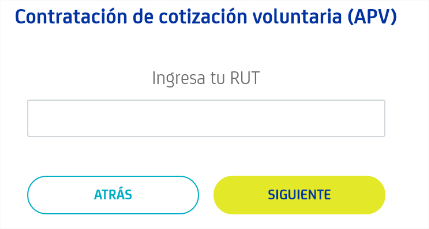 Contratación de cotización voluntaria (APV)
Ingresa tu RUT
ATRÁS
SIGUIENTE